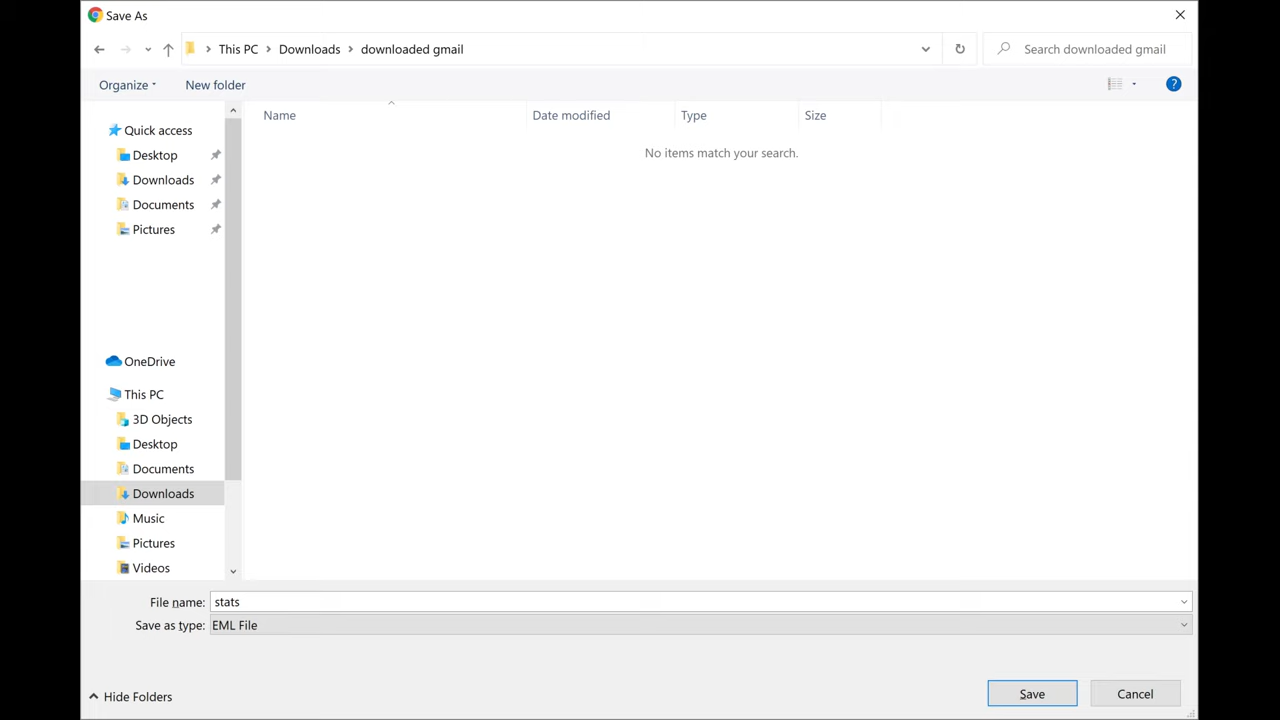 Save As
This PC > Downloads > downloaded gmail
Search downloaded gmail
Organize
New folder
?
Name
Date modified
Type
Size
No items match your search.
Quick access
Desktop
Downloads
Documents
Pictures
OneDrive
This PC
3D Objects
Desktop
Documents
Downloads
Music
Pictures
Videos
File name: stats
Save as type: EML File
Hide Folders
Save
Cancel